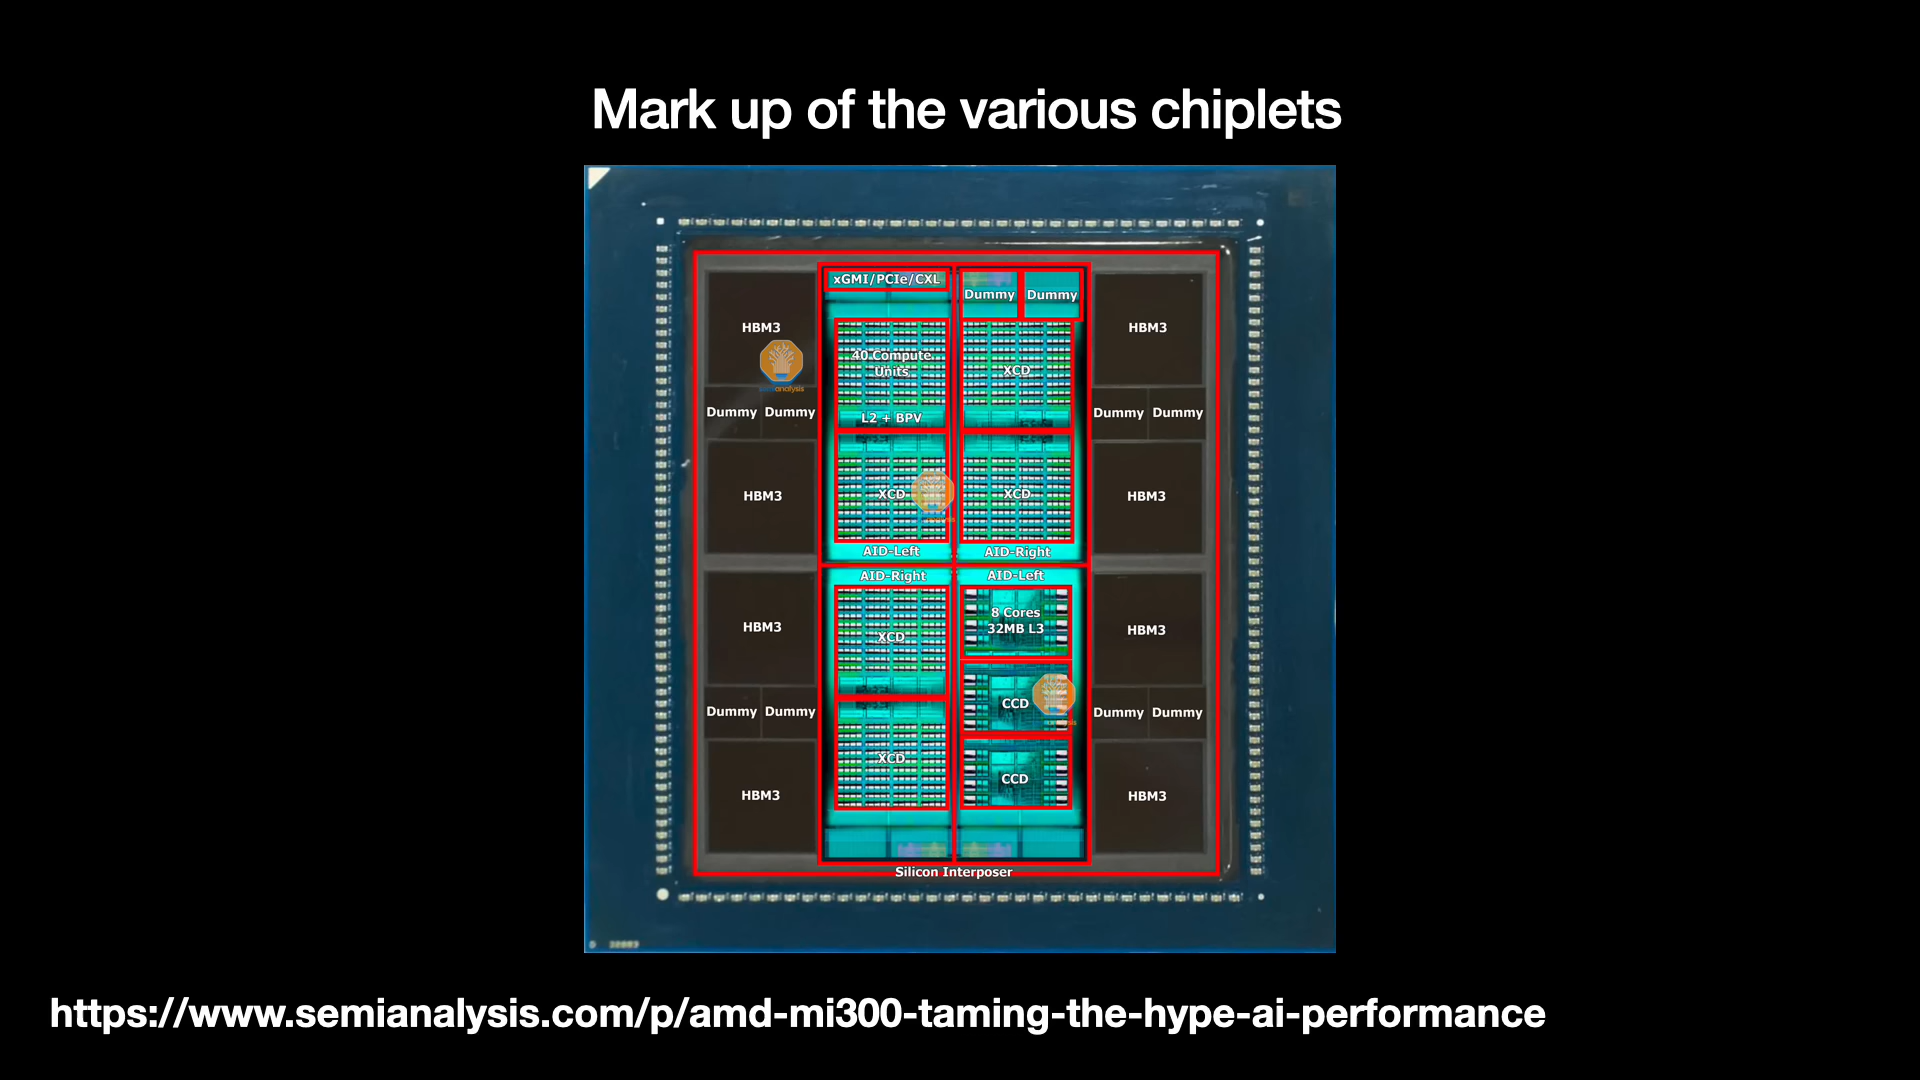 Mark up of the various chiplets
xGMI/PCIe/CXL
Dummy Dummy
HBM3
HBM3
40 Compute
Units
XCD
semianalysis
Dummy Dummy
L2 + BPV
Dummy Dummy
HBM3
XCD
XCD
HBM3
AID-Left
AID-Right
AID-Right
AID-Left
HBM3
XCD
8 Cores
32MB L3
HBM3
Dummy Dummy
CCD
Dummy Dummy
HBM3
XCD
CCD
HBM3
Silicon Interposer
https://www.semianalysis.com/p/amd-mi300-taming-the-hype-ai-performance